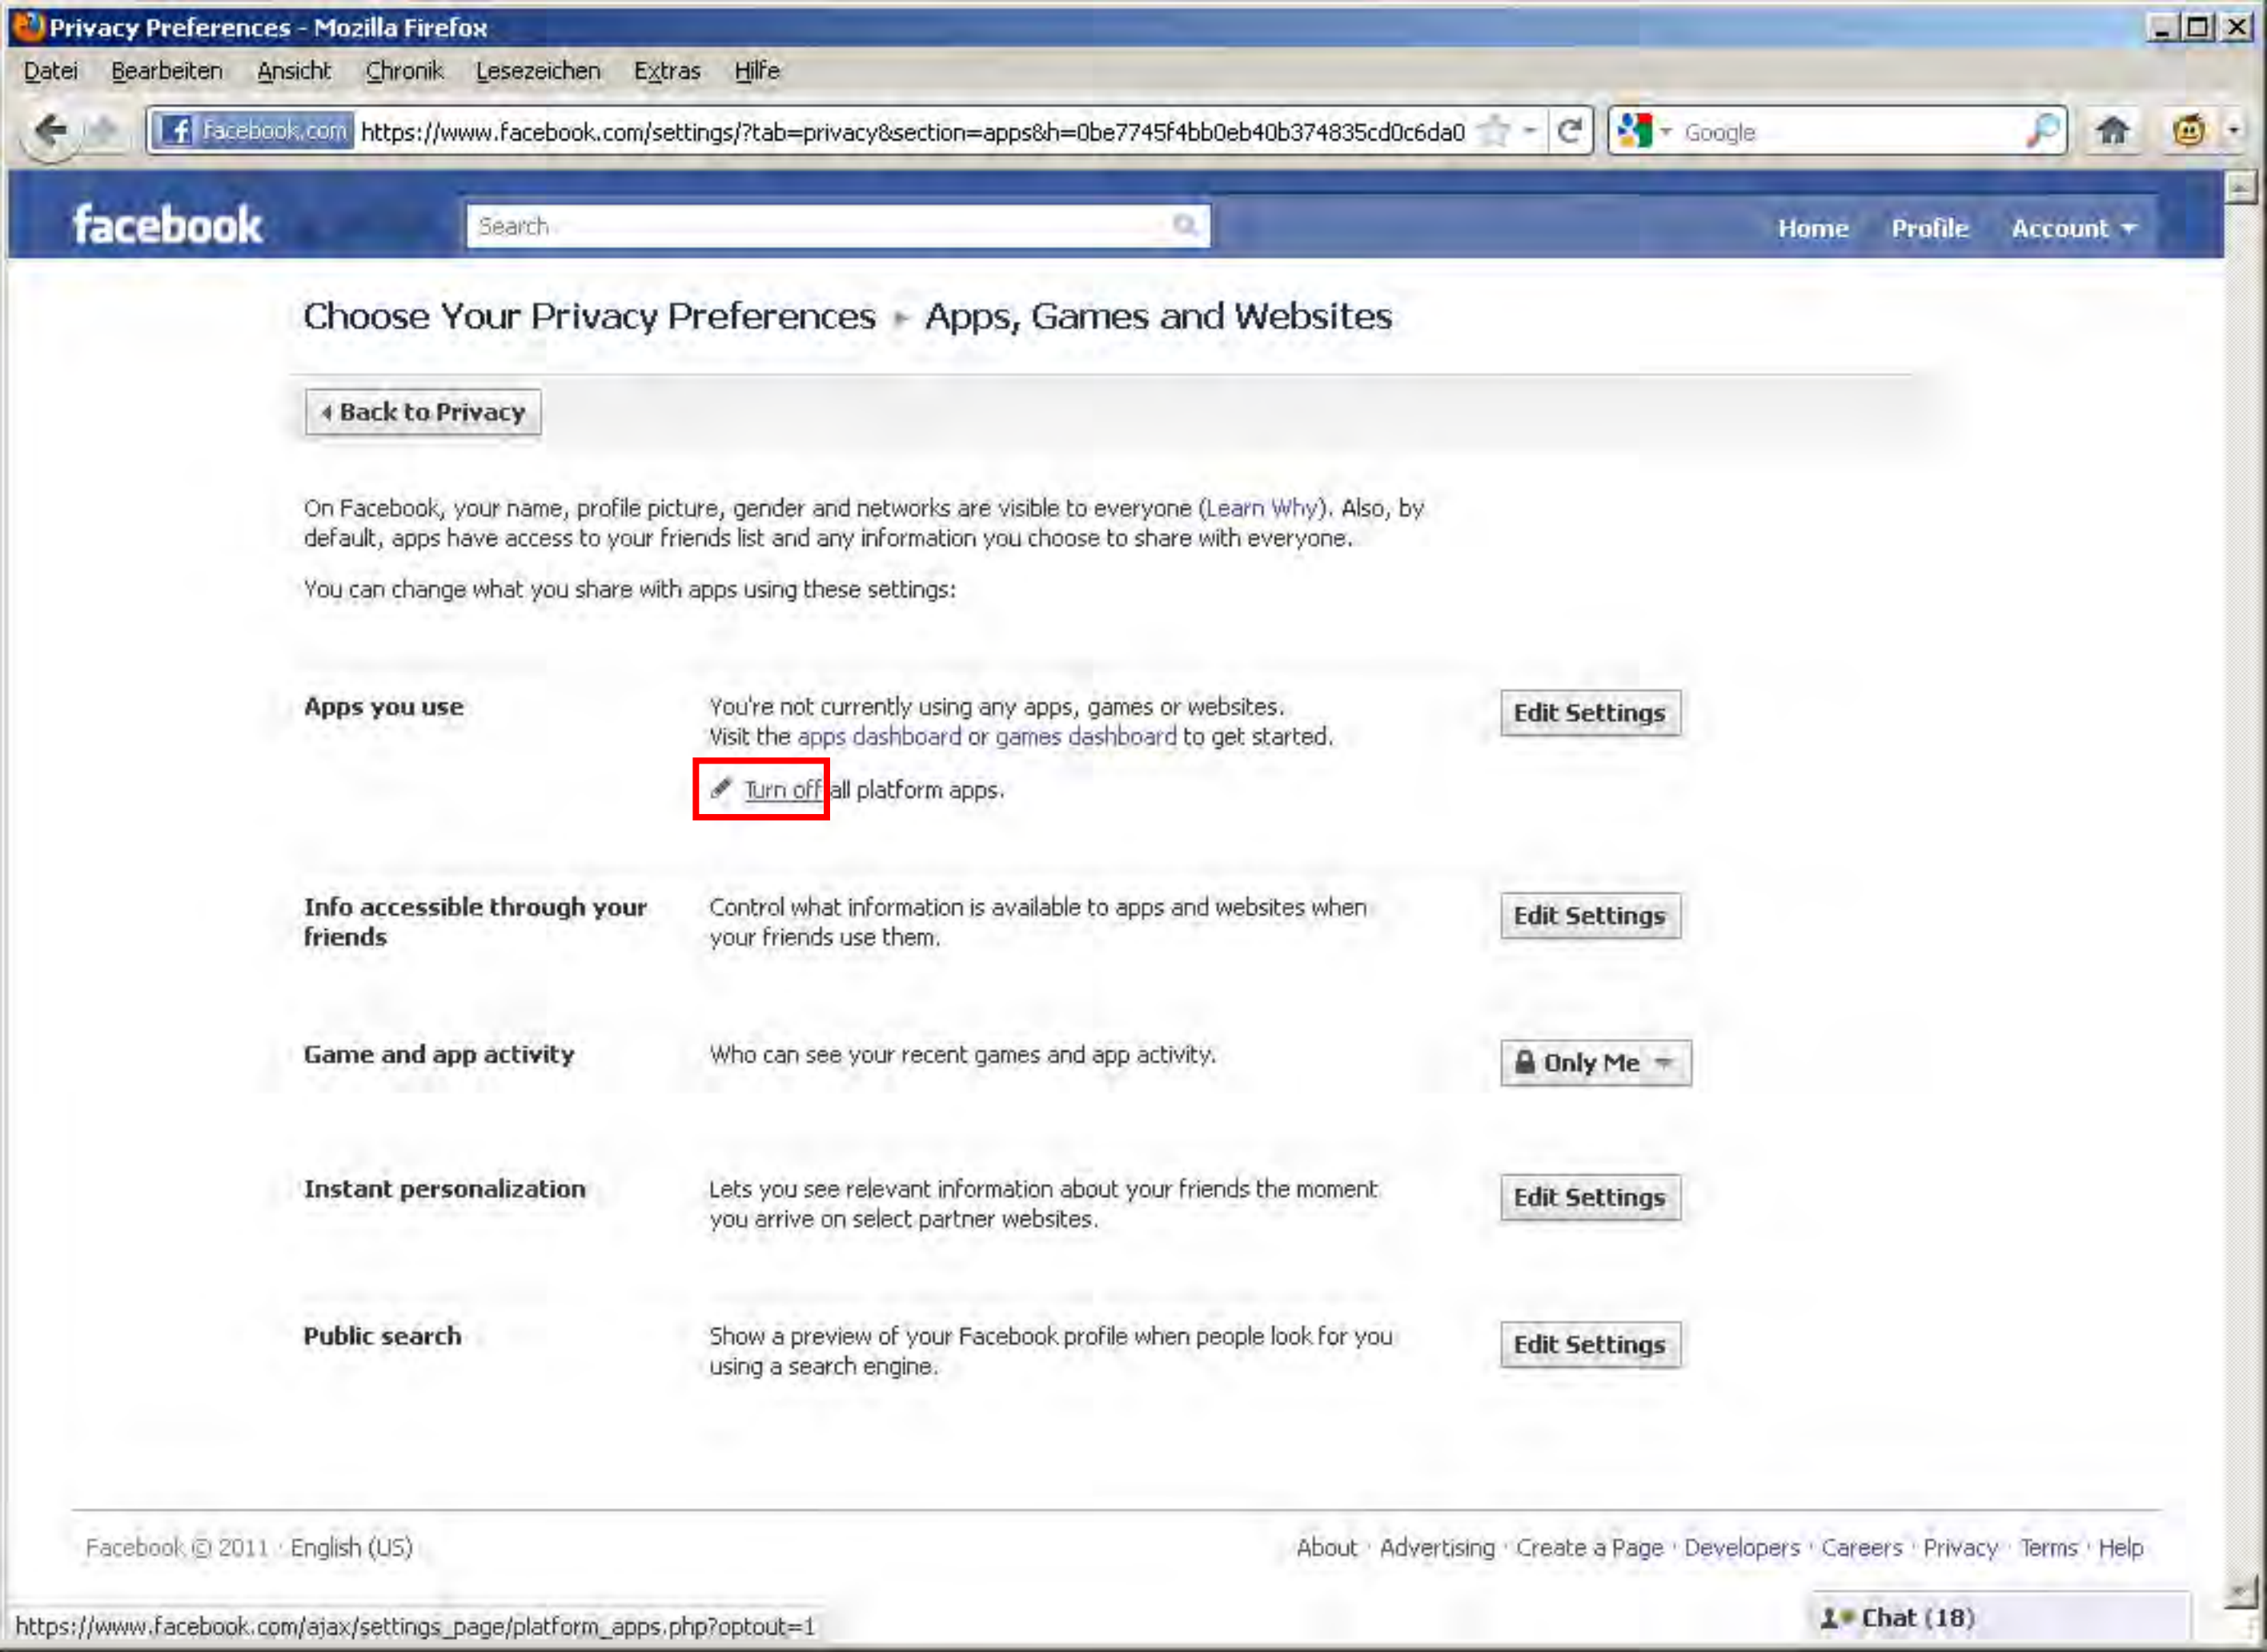 Privacy Preferences - Mozilla Firefox
Datei Bearbeiten Ansicht Chronik Lesezeichen Extras Hilfe
facebook.com https://www.facebook.com/settings/?tab=privacy&section=apps&h=0be7745f4bb0eb40b374835cd0c6da0 Google
facebook Search Home Profile Account
Choose Your Privacy Preferences ▸ Apps, Games and Websites
Back to Privacy
On Facebook, your name, profile picture, gender and networks are visible to everyone (Learn Why). Also, by
default, apps have access to your friends list and any information you choose to share with everyone.
You can change what you share with apps using these settings:
Apps you use
You're not currently using any apps, games or websites.
Visit the apps dashboard or games dashboard to get started.
Turn off all platform apps.
Edit Settings
Info accessible through your
friends
Control what information is available to apps and websites when
your friends use them.
Edit Settings
Game and app activity
Who can see your recent games and app activity.
Only Me
Instant personalization
Lets you see relevant information about your friends the moment
you arrive on select partner websites.
Edit Settings
Public search
Show a preview of your Facebook profile when people look for you
using a search engine.
Edit Settings
Facebook © 2011 · English (US)
About · Advertising · Create a Page · Developers · Careers · Privacy · Terms · Help
https://www.facebook.com/ajax/settings_page/platform_apps.php?optout=1
Chat (18)